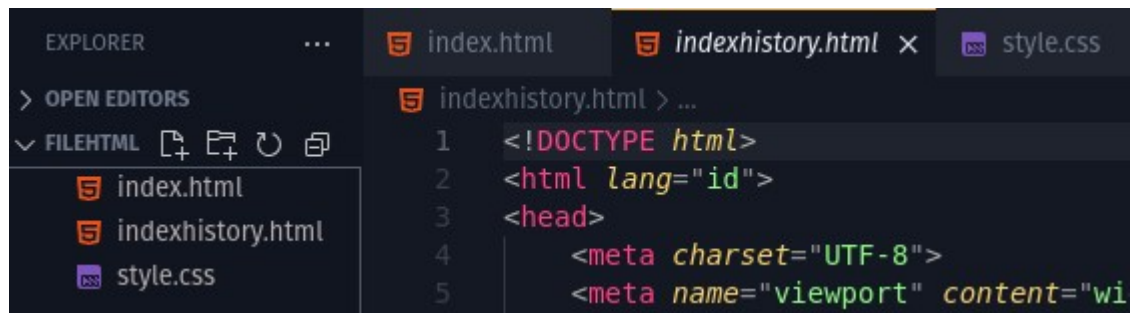 EXPLORER ...
OPEN EDITORS
FILEHTML
index.html
indexhistory.html
style.css
index.html indexhistory.html × style.css
indexhistory.html > ...
1 <!DOCTYPE html>
2 <html lang="id">
3 <head>
4 <meta charset="UTF-8">
5 <meta name="viewport" content="wi